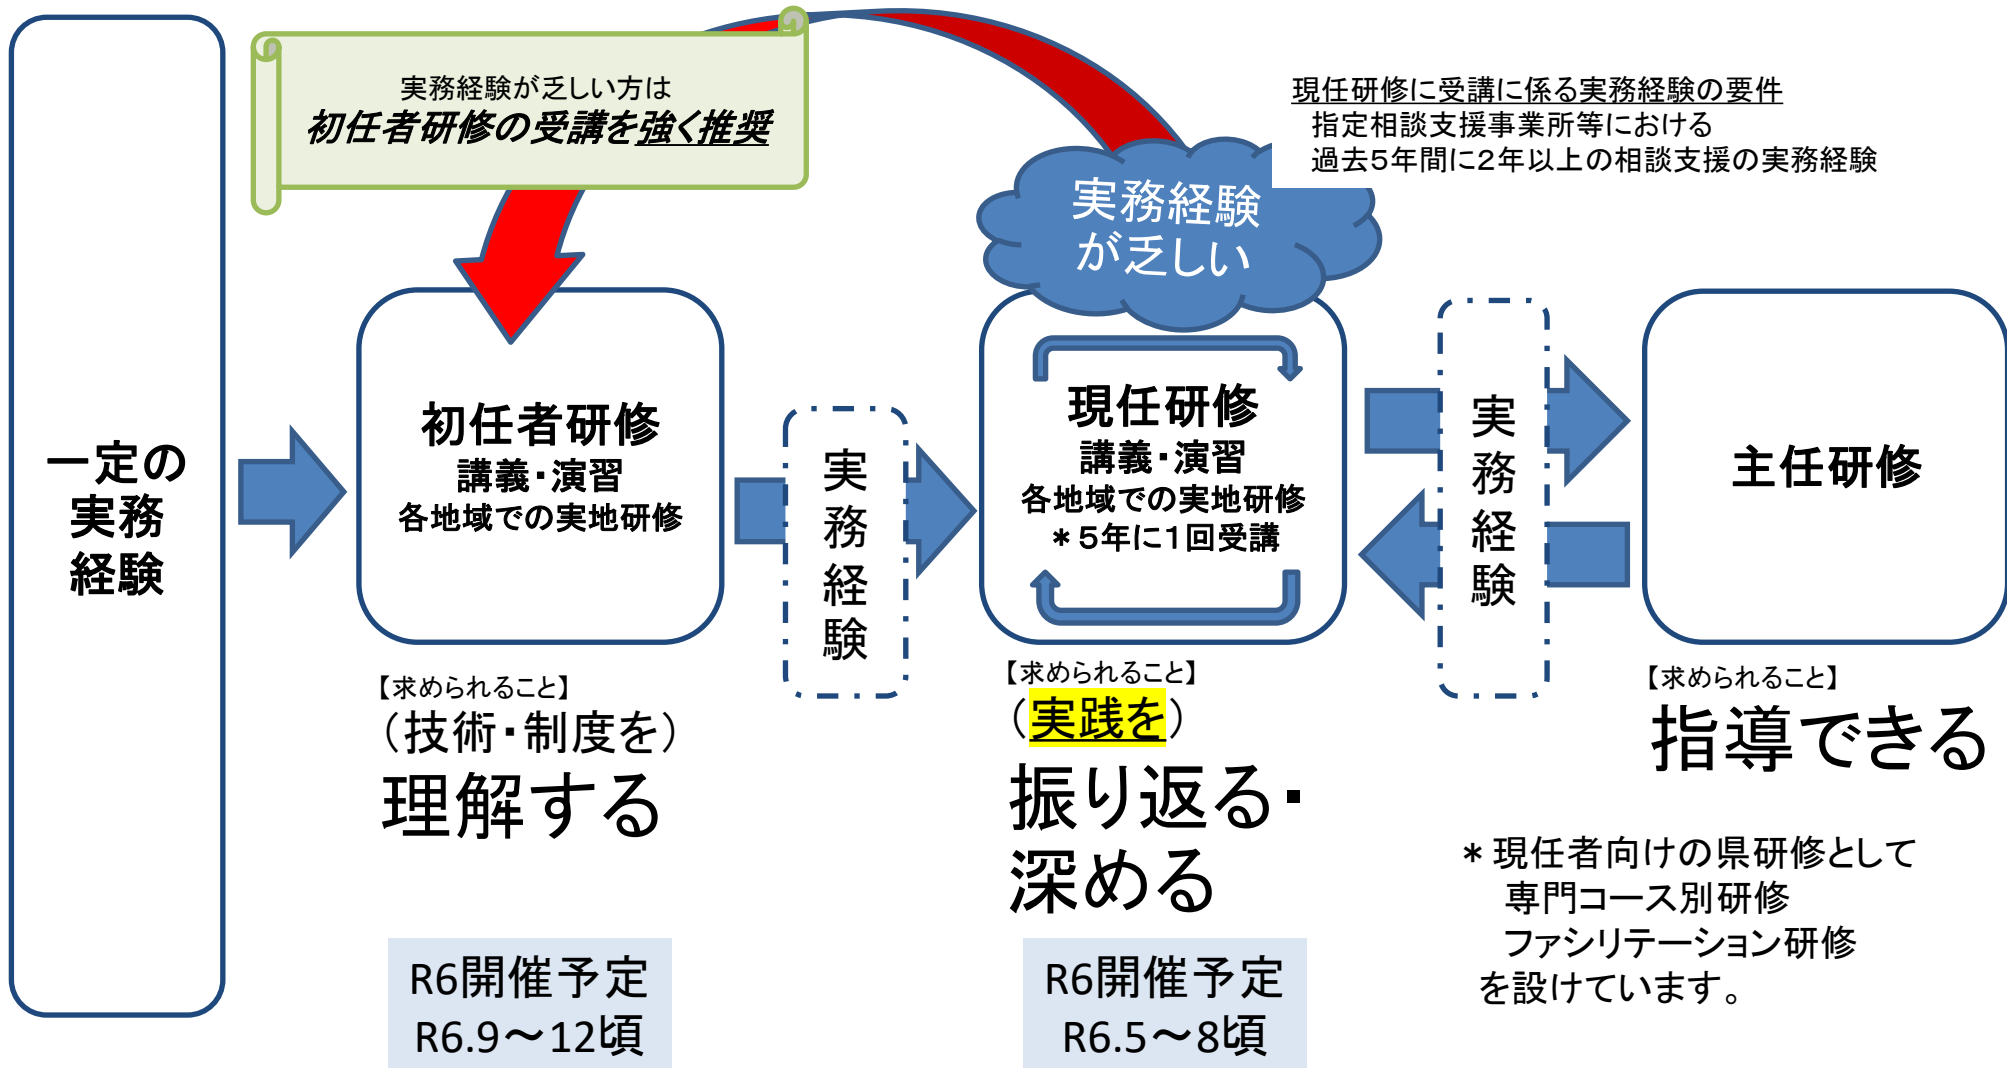 一定の
実務
経験
実務経験が乏しい方は
初任者研修の受講を強く推奨
初任者研修
講義・演習
各地域での実地研修
【求められること】
（技術・制度を）
理解する
R6開催予定
R6.9～12頃
実務経験
実務経験
が乏しい
現任研修に受講に係る実務経験の要件
指定相談支援事業所等における
過去５年間に２年以上の相談支援の実務経験
現任研修
講義・演習
各地域での実地研修
＊５年に１回受講
【求められること】
（実践を）
振り返る・
深める
R6開催予定
R6.5～8頃
実務経験
主任研修
【求められること】
指導できる
＊現任者向けの県研修として
専門コース別研修
ファシリテーション研修
を設けています。